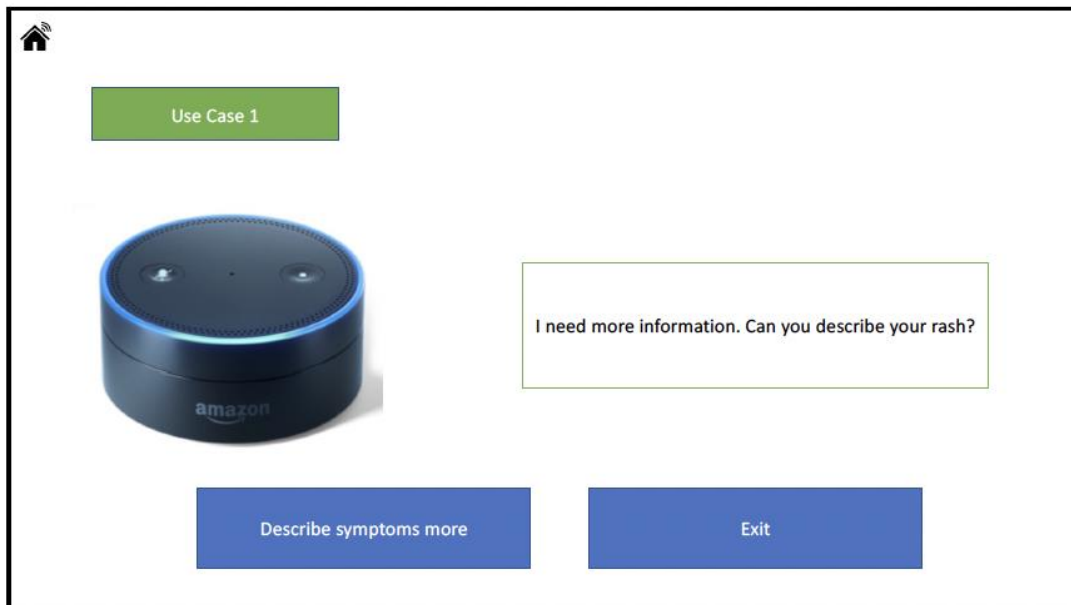 Use Case 1
I need more information. Can you describe your rash?
amazon
Describe symptoms more
Exit